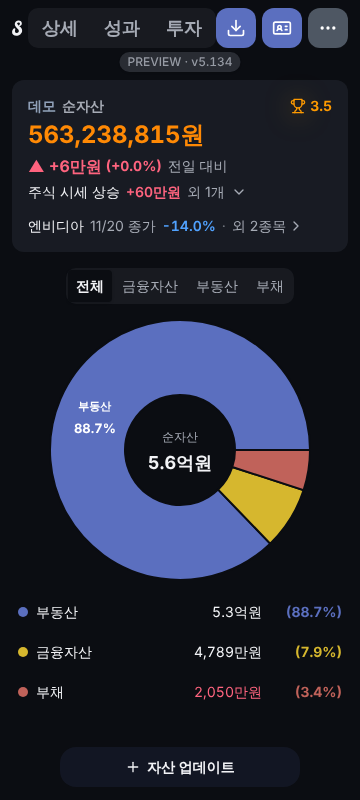 상세 성과 투자
PREVIEW · v5.134
데모 순자산
3.5
563,238,815원
▲ +6만원 (+0.0%) 전일 대비
주식 시세 상승 +60만원 외 1개
엔비디아 11/20 종가 -14.0% · 외 2종목
전체 금융자산 부동산 부채
부동산
88.7%
순자산
5.6억원
부동산 5.3억원 (88.7%)
금융자산 4,789만원 (7.9%)
부채 2,050만원 (3.4%)
+ 자산 업데이트